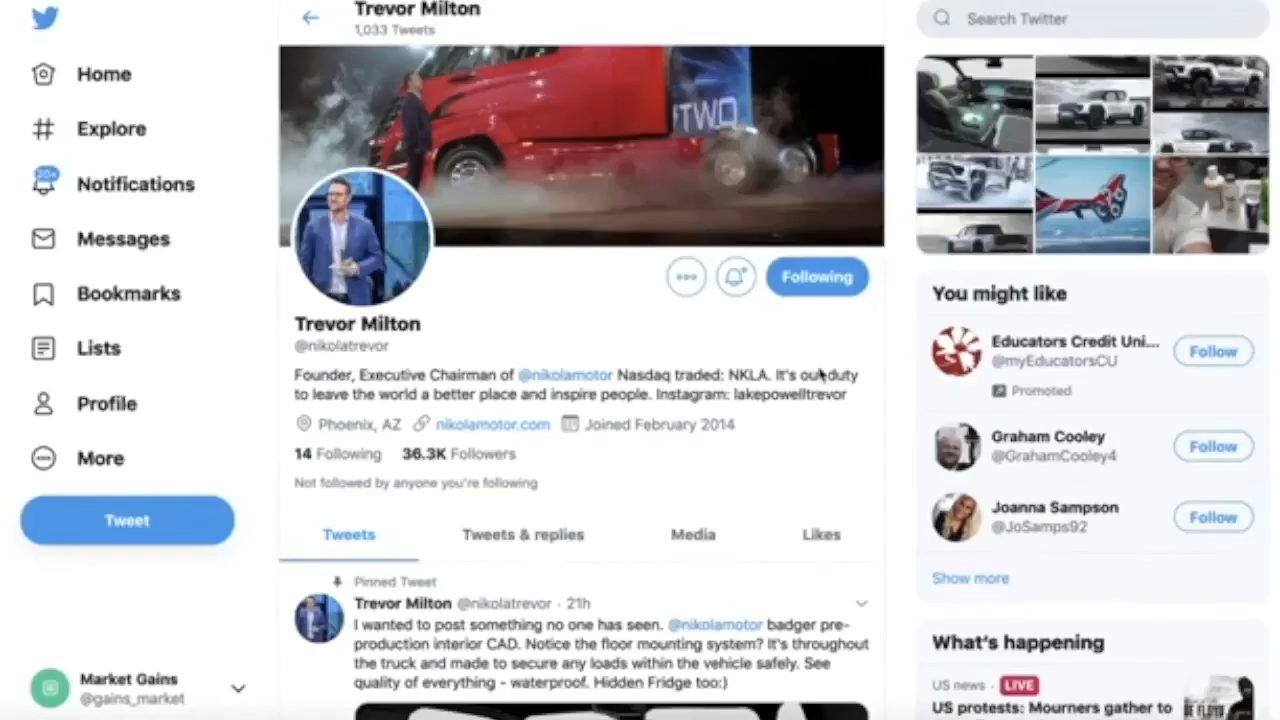 Trevor Milton
1,033 Tweets
Search Twitter
Home
Explore
20+
Notifications
Messages
Bookmarks
Lists
Profile
More
Tweet
TWO
Following
Trevor Milton
@nikolatrevor
Founder, Executive Chairman of @nikolamotor Nasdaq traded: NKLA. It's our duty
to leave the world a better place and inspire people. Instagram: lakepowelltrevor
Phoenix, AZ nikolamotor.com Joined February 2014
14 Following 36.3K Followers
Not followed by anyone you're following
Tweets Tweets & replies Media Likes
Pinned Tweet
Trevor Milton @nikolatrevor · 21h
I wanted to post something no one has seen. @nikolamotor badger pre-
production interior CAD. Notice the floor mounting system? It's throughout
the truck and made to secure any loads within the vehicle safely. See
quality of everything - waterproof. Hidden Fridge too:)
You might like
Educators Credit Uni...
@myEducatorsCU
Follow
Promoted
Graham Cooley
@GrahamCooley4
Follow
Joanna Sampson
@JoSamps92
Follow
Show more
What's happening
US news · LIVE
US protests: Mourners gather to
BE FLOYD
Market Gains
@gains_market